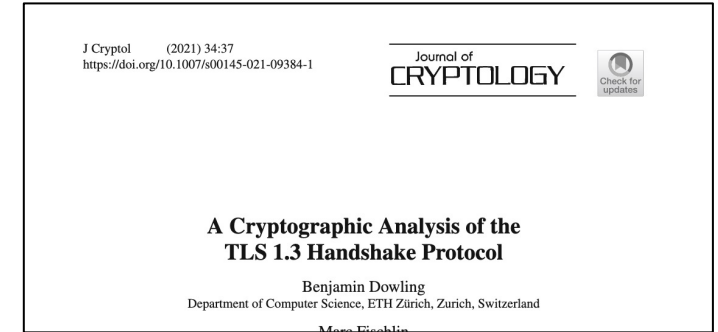 J Cryptol (2021) 34:37
https://doi.org/10.1007/s00145-021-09384-1
Journal of
CRYPTOLOGY
Check for
updates
A Cryptographic Analysis of the
TLS 1.3 Handshake Protocol
Benjamin Dowling
Department of Computer Science, ETH Zürich, Zurich, Switzerland
Marc Fischlin